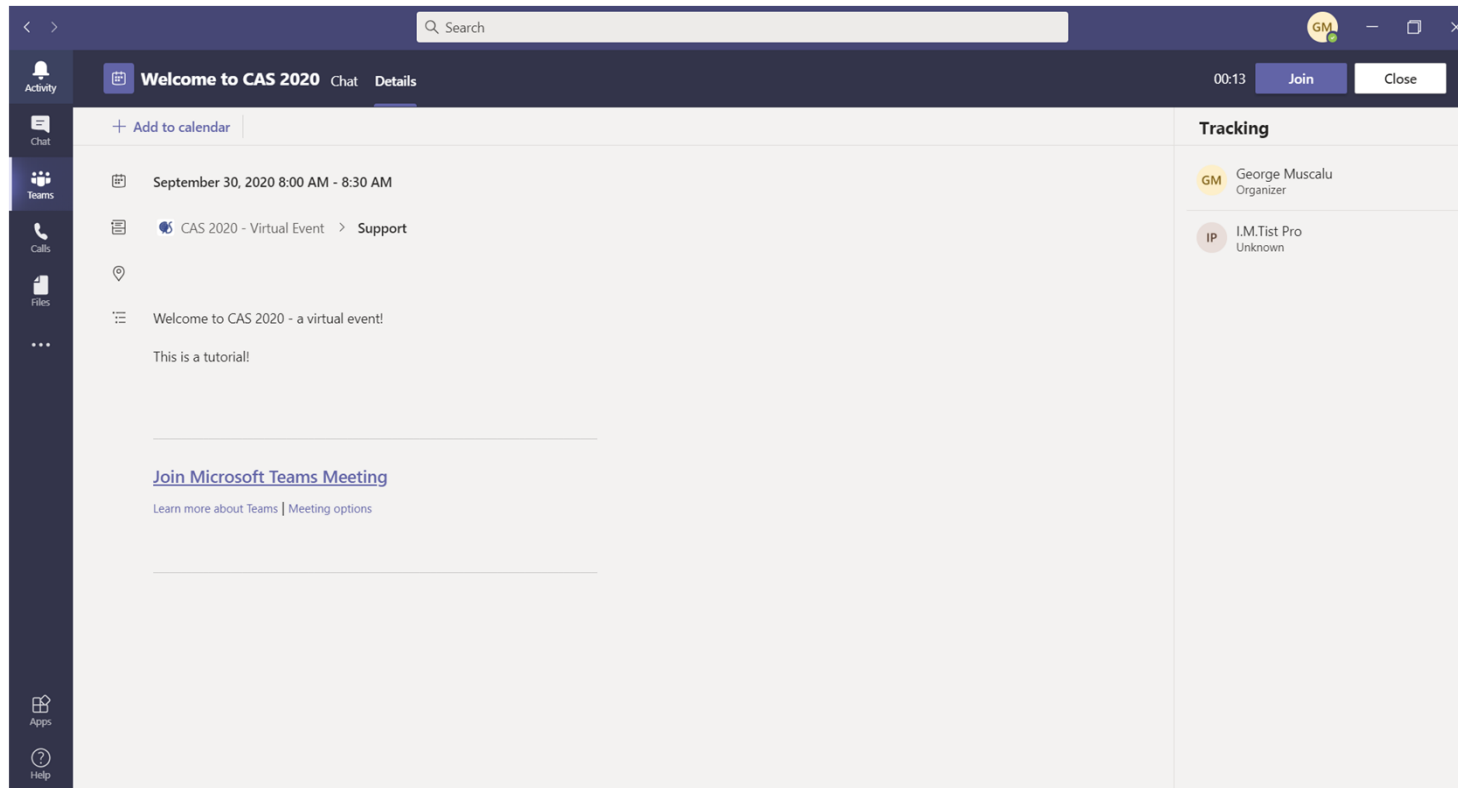 Search
GM
Activity
Chat
Teams
Calls
Files
Apps
Help
Welcome to CAS 2020 Chat Details
00:13 Join Close
+ Add to calendar
September 30, 2020 8:00 AM - 8:30 AM
CAS 2020 - Virtual Event > Support
Welcome to CAS 2020 - a virtual event!
This is a tutorial!
Join Microsoft Teams Meeting
Learn more about Teams | Meeting options
Tracking
GM George Muscalu
Organizer
IP I.M.Tist Pro
Unknown